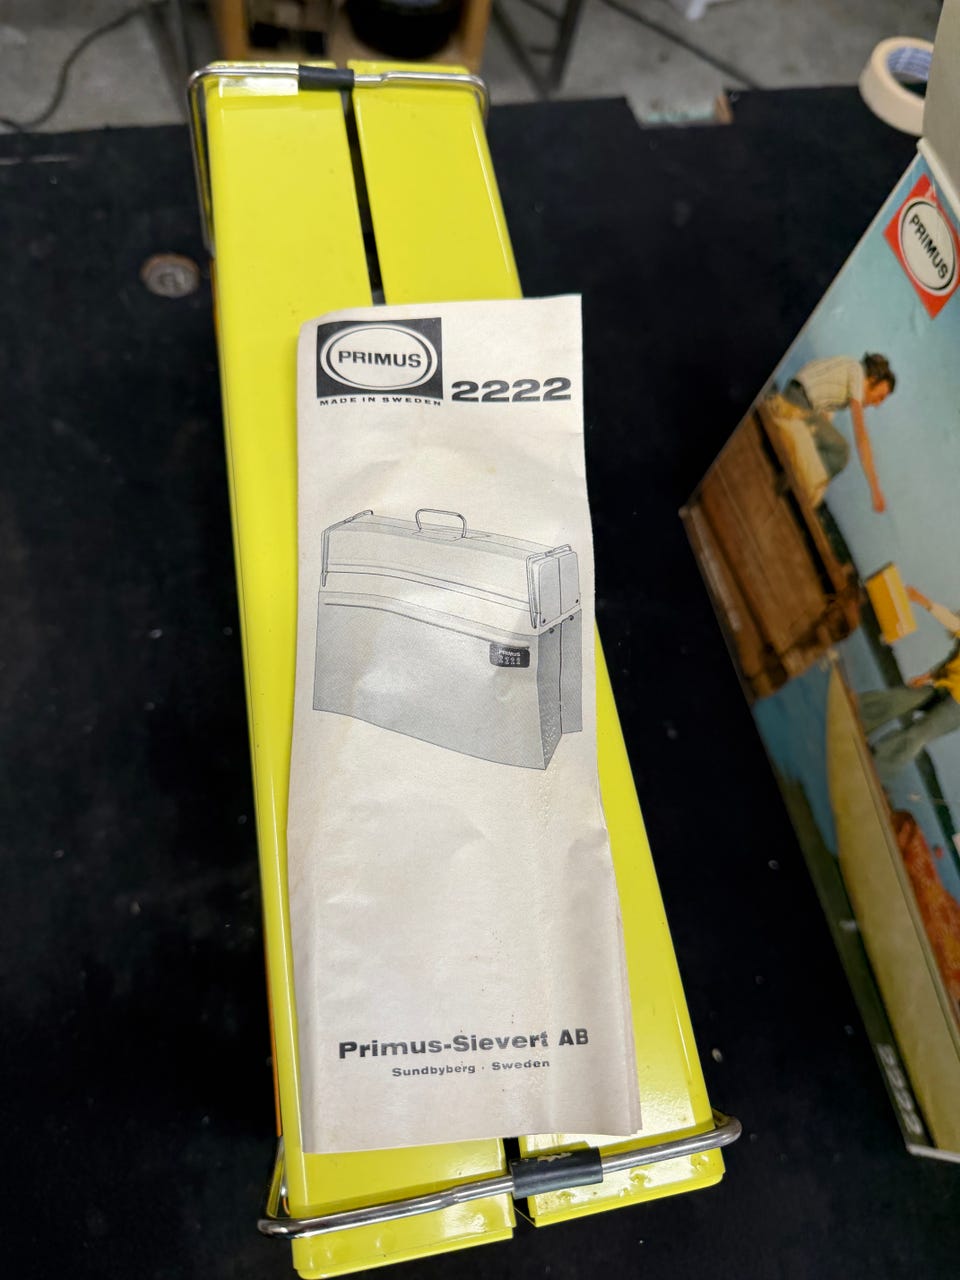 PRIMUS
MADE IN SWEDEN
2222
PRIMUS
2222
Primus-Sievert AB
Sundbyberg · Sweden
PRIMUS
2222